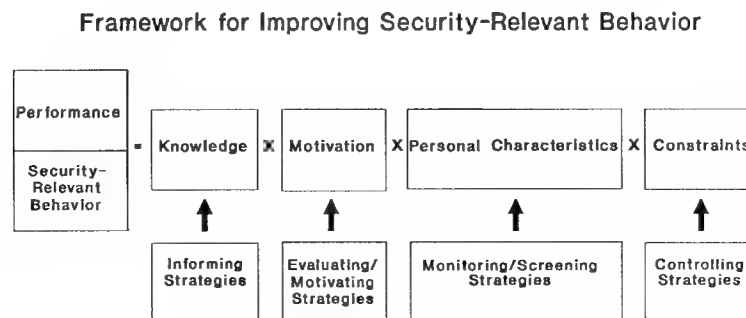 Framework for Improving Security-Relevant Behavior
Performance
Security-
Relevant
Behavior
=
Knowledge
X
Motivation
X
Personal Characteristics
X
Constraints
Informing
Strategies
Evaluating/
Motivating
Strategies
Monitoring/Screening
Strategies
Controlling
Strategies